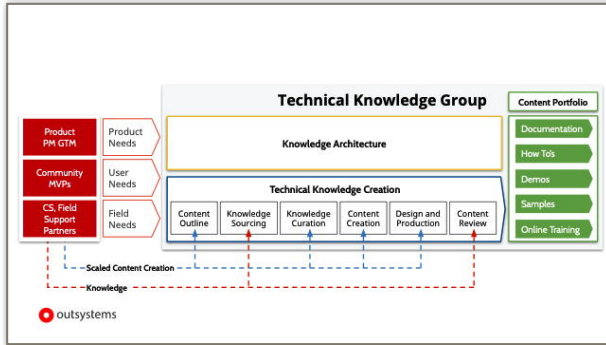 Technical Knowledge Group
Content Portfolio
Product
PM GTM
Product
Needs
Community
MVPs
User
Needs
CS, Field
Support
Partners
Field
Needs
Knowledge Architecture
Technical Knowledge Creation
Content
Outline
Knowledge
Sourcing
Knowledge
Curation
Content
Creation
Design and
Production
Content
Review
Documentation
How To's
Demos
Samples
Online Training
Scaled Content Creation
Knowledge
outsystems